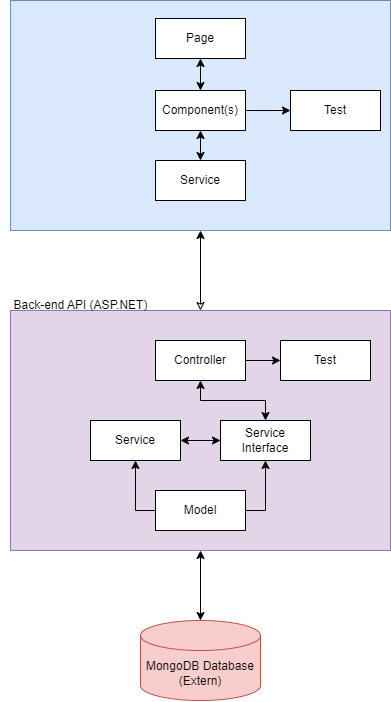 Page
Component(s)
Test
Service
Back-end API (ASP.NET)
Controller
Test
Service
Service
Interface
Model
MongoDB Database
(Extern)